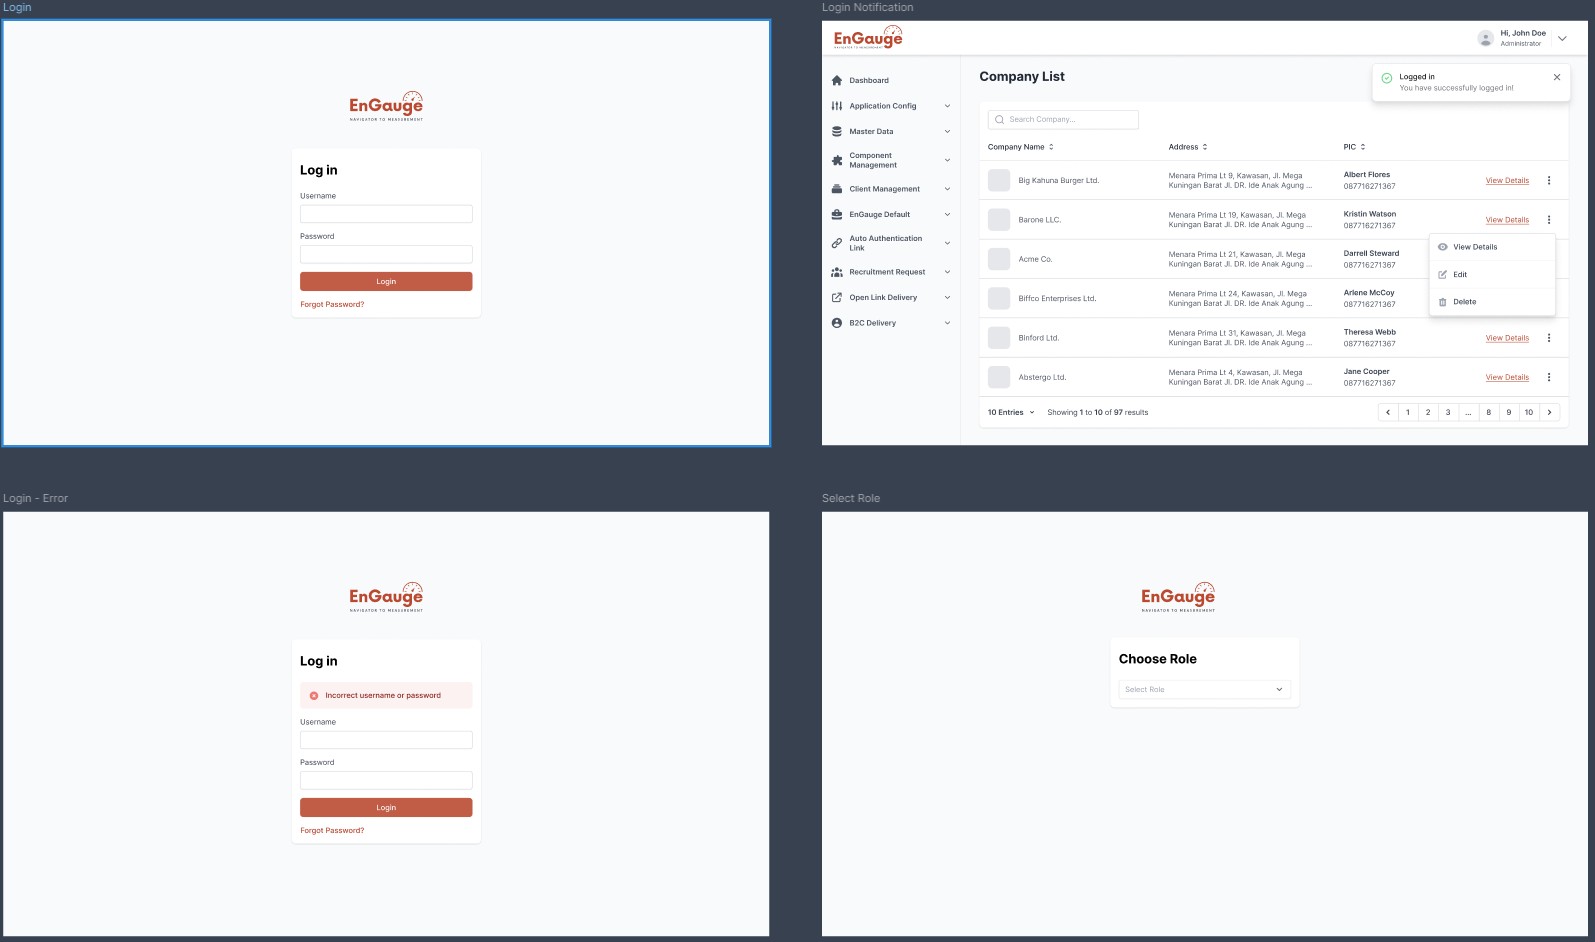 Login
EnGauge
NAVIGATOR TO MEASUREMENT
Log in
Username
Password
Login
Forgot Password?
Login Notification
EnGauge
NAVIGATOR TO MEASUREMENT
Hi, John Doe
Administrator
Dashboard
Application Config
Master Data
Component
Management
Client Management
EnGauge Default
Auto Authentication
Link
Recruitment Request
Open Link Delivery
B2C Delivery
Company List
Logged in
You have successfully logged in!
Search Company...
Company Name Address PIC
Big Kahuna Burger Ltd.
Menara Prima Lt 9, Kawasan, Jl. Mega
Kuningan Barat Jl. DR. Ide Anak Agung ...
Albert Flores
087716271367
View Details
Barone LLC.
Menara Prima Lt 19, Kawasan, Jl. Mega
Kuningan Barat Jl. DR. Ide Anak Agung ...
Kristin Watson
087716271367
View Details
Acme Co.
Menara Prima Lt 21, Kawasan, Jl. Mega
Kuningan Barat Jl. DR. Ide Anak Agung ...
Darrell Steward
087716271367
Biffco Enterprises Ltd.
Menara Prima Lt 24, Kawasan, Jl. Mega
Kuningan Barat Jl. DR. Ide Anak Agung ...
Arlene McCoy
087716271367
View Details
Edit
Delete
Binford Ltd.
Menara Prima Lt 31, Kawasan, Jl. Mega
Kuningan Barat Jl. DR. Ide Anak Agung ...
Theresa Webb
087716271367
View Details
Abstergo Ltd.
Menara Prima Lt 4, Kawasan, Jl. Mega
Kuningan Barat Jl. DR. Ide Anak Agung ...
Jane Cooper
087716271367
View Details
10 Entries Showing 1 to 10 of 97 results
1 2 3 ... 8 9 10
Login - Error
EnGauge
NAVIGATOR TO MEASUREMENT
Log in
Incorrect username or password
Username
Password
Login
Forgot Password?
Select Role
EnGauge
NAVIGATOR TO MEASUREMENT
Choose Role
Select Role